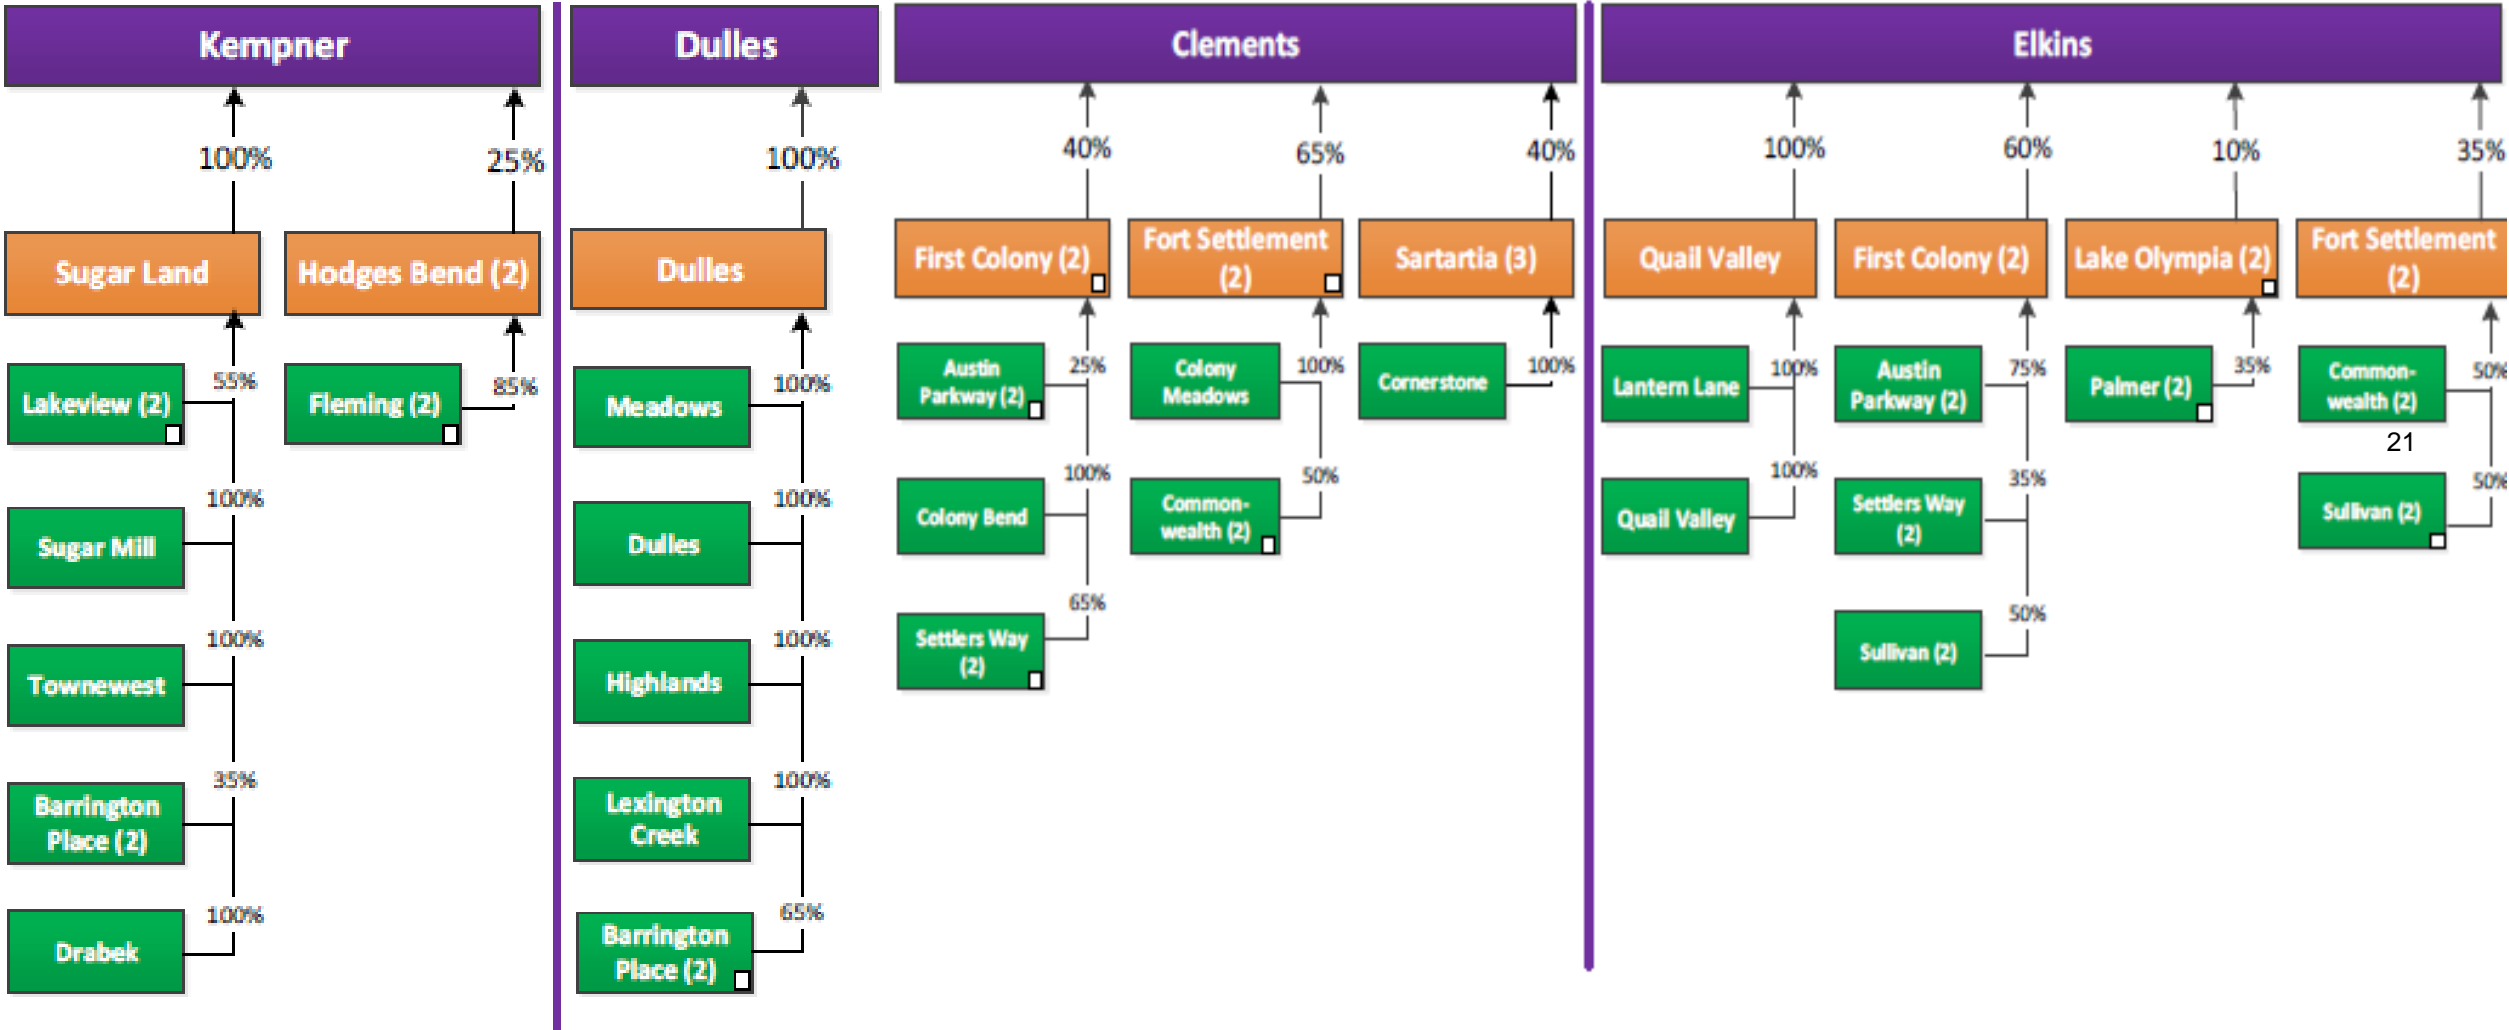 Kempner
100%
25%
Sugar Land
Hodges Bend (2)
Lakeview (2)
55%
Fleming (2)
85%
100%
Sugar Mill
100%
Townewest
35%
Barrington
Place (2)
100%
Drabek
Dulles
100%
Dulles
100%
Meadows
100%
Dulles
100%
Highlands
100%
Lexington
Creek
65%
Barrington
Place (2)
Clements
40%
65%
40%
First Colony (2)
Fort Settlement
(2)
Sartartia (3)
Austin
Parkway (2)
25%
Colony
Meadows
100%
Cornerstone
100%
100%
Colony Bend
50%
Common-
wealth (2)
65%
Settlers Way
(2)
Elkins
100%
60%
10%
35%
Quail Valley
First Colony (2)
Lake Olympia (2)
Fort Settlement
(2)
Lantern Lane
100%
Austin
Parkway (2)
75%
Palmer (2)
35%
Common-
wealth (2)
50%
21
100%
Quail Valley
35%
Settlers Way
(2)
50%
Sullivan (2)
50%
Sullivan (2)